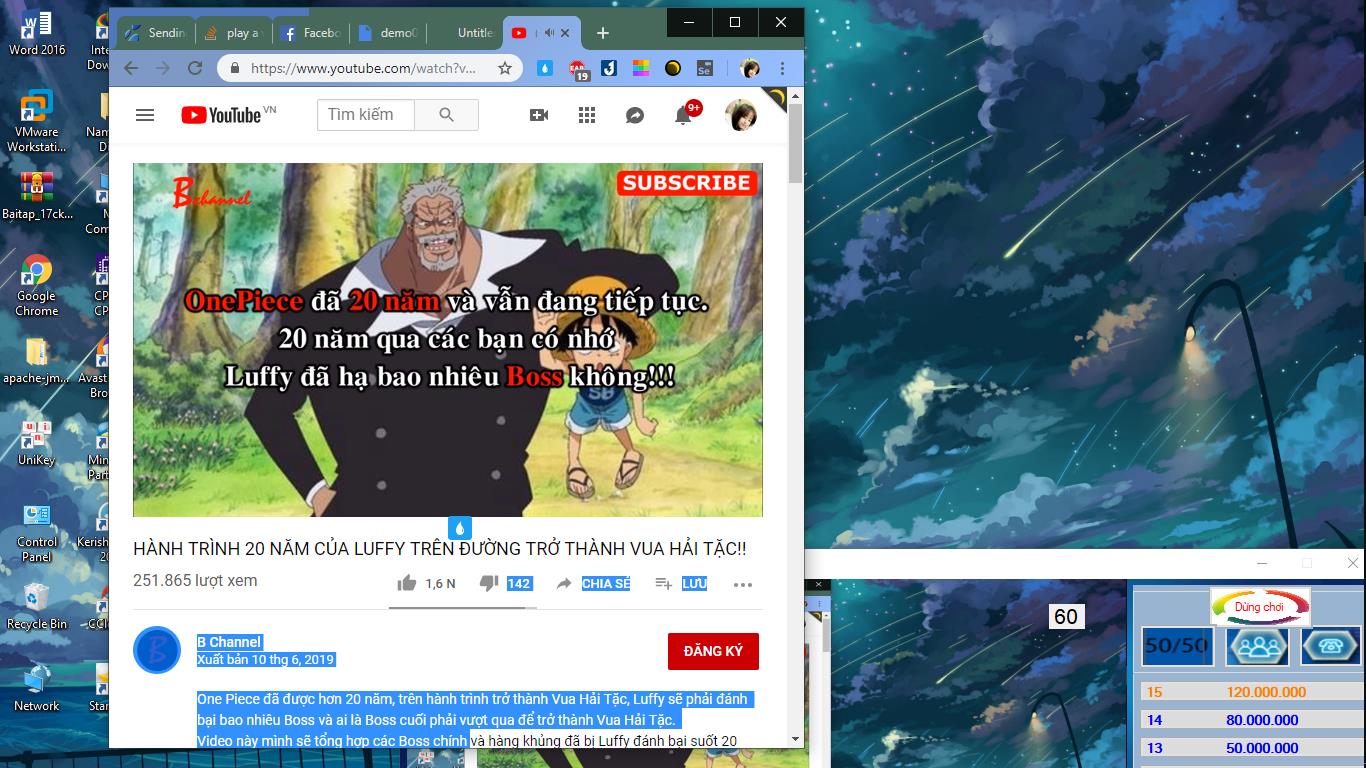 Word 2016
VMware
Workstati...
Baitap_17ck...
Google
Chrome
apache-jm...
UniKey
Control
Panel
Recycle Bin
Network
Sendin
play a
Facebo
demo0
Untitle
https://www.youtube.com/watch?v...
19
Se
YouTube VN
Tìm kiếm
9+
Bchannel
SUBSCRIBE
OnePiece đã 20 năm và vẫn đang tiếp tục.
20 năm qua các bạn có nhớ
Luffy đã hạ bao nhiêu Boss không!!!
HÀNH TRÌNH 20 NĂM CỦA LUFFY TRÊN ĐƯỜNG TRỞ THÀNH VUA HẢI TẶC!!
251.865 lượt xem
1,6 N
142
CHIA SẺ
LƯU
B Channel
Xuất bản 10 thg 6, 2019
ĐĂNG KÝ
One Piece đã được hơn 20 năm, trên hành trình trở thành Vua Hải Tặc, Luffy sẽ phải đánh
bại bao nhiêu Boss và ai là Boss cuối phải vượt qua để trở thành Vua Hải Tặc.
Video này mình sẽ tổng hợp các Boss chính và hàng khủng đã bị Luffy đánh bại suốt 20
60
Dừng chơi
50/50
15 120.000.000
14 80.000.000
13 50.000.000